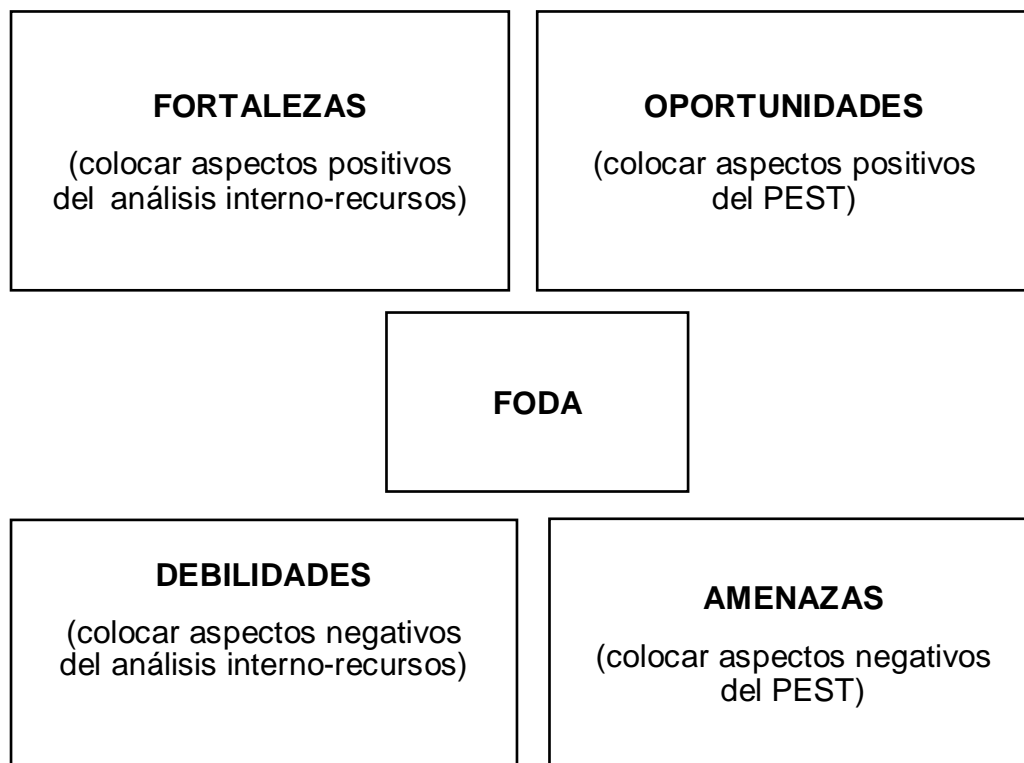 FORTALEZAS
(colocar aspectos positivos
del análisis interno-recursos)
OPORTUNIDADES
(colocar aspectos positivos
del PEST)
FODA
DEBILIDADES
(colocar aspectos negativos
del análisis interno-recursos)
AMENAZAS
(colocar aspectos negativos
del PEST)